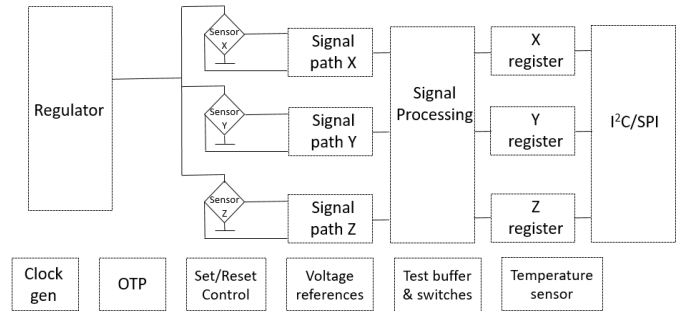 Regulator
Sensor
X
Signal
path X
Sensor
Y
Signal
path Y
Sensor
Z
Signal
path Z
Signal
Processing
X
register
Y
register
Z
register
I²C/SPI
Clock
gen
OTP
Set/Reset
Control
Voltage
references
Test buffer
& switches
Temperature
sensor